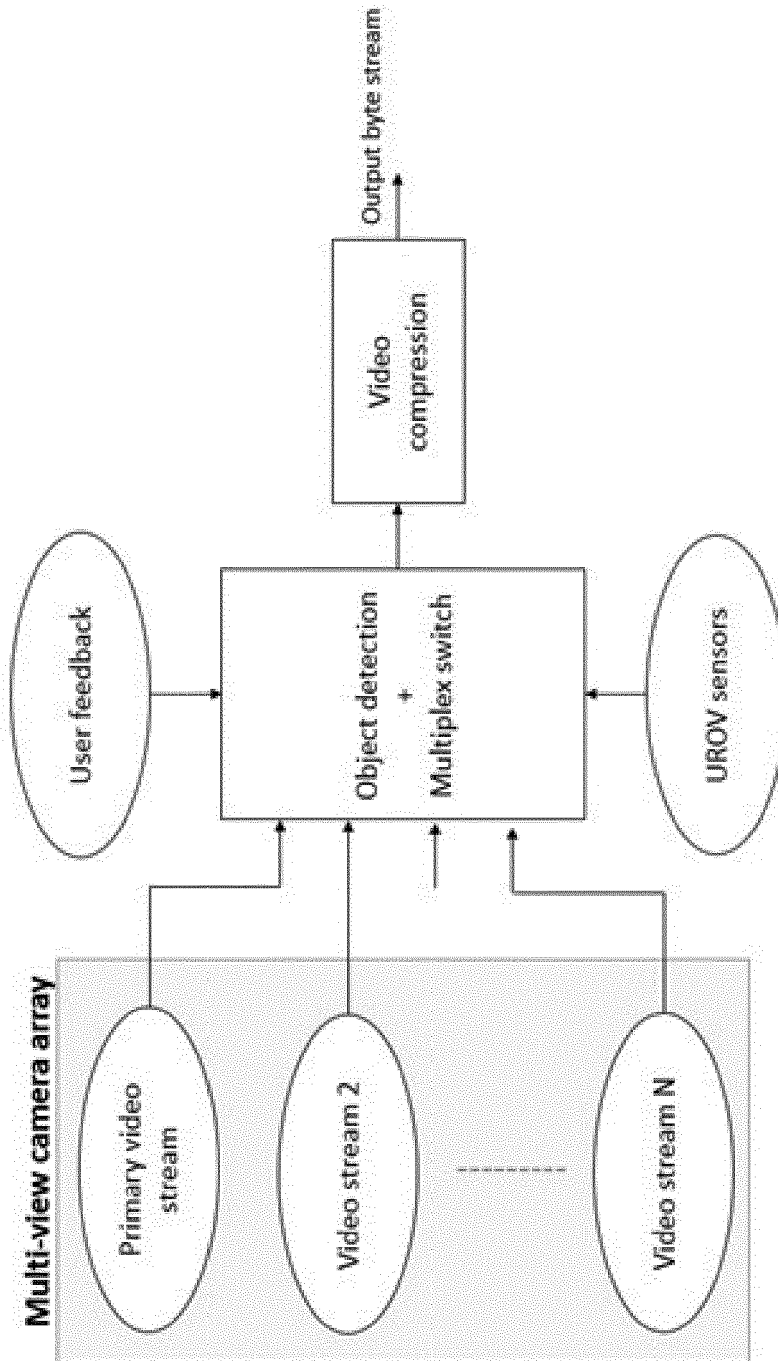 Multi-view camera array
Primary video
stream
Video stream 2
Video stream N
User feedback
Object detection
+
Multiplex switch
UROV sensors
Video
compression
Output byte stream